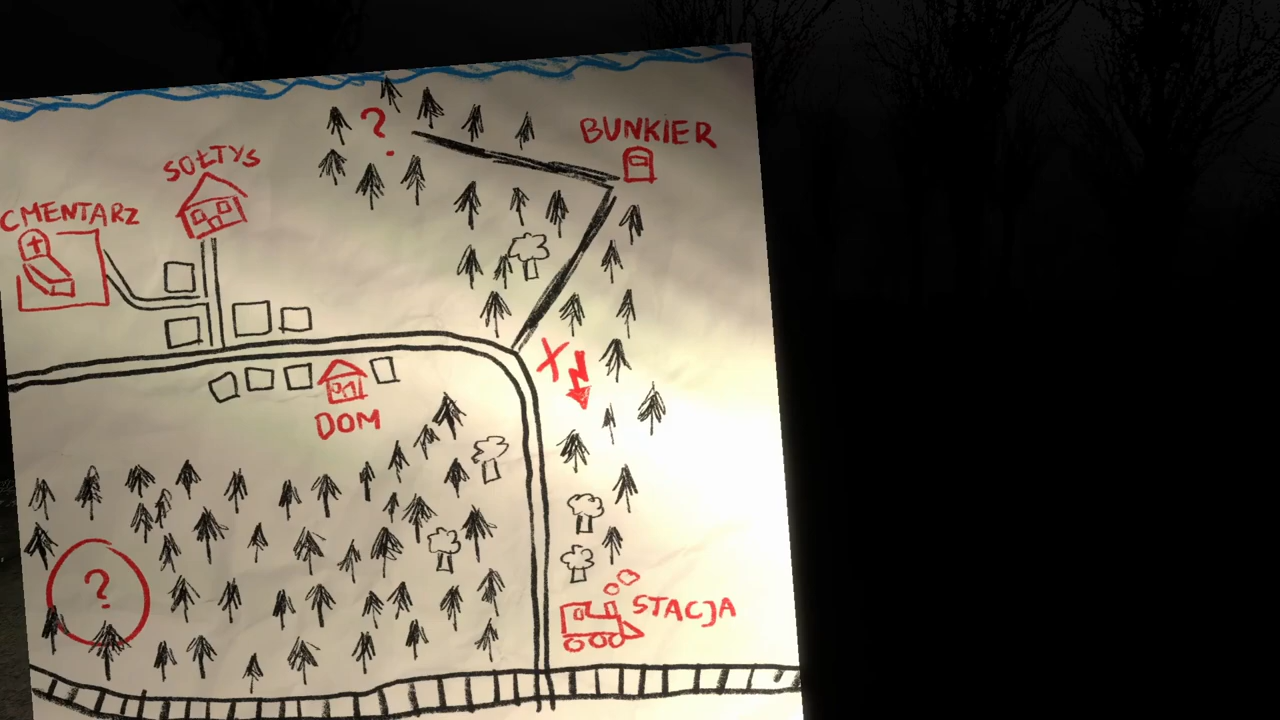 ?
BUNKIER
SOŁTYS
CMENTARZ
X
DOM
?
STACJA